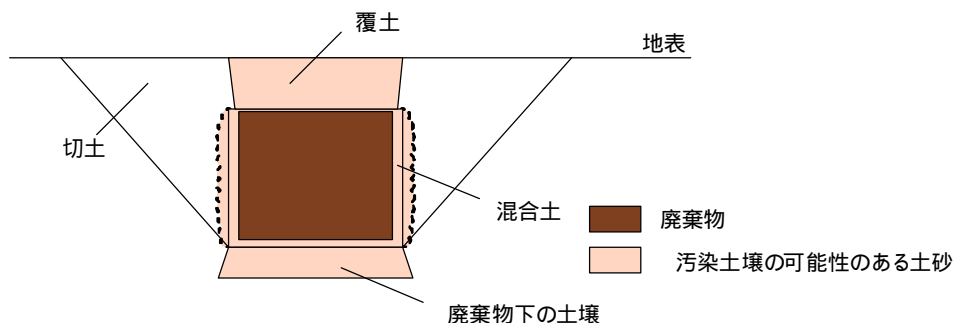 覆土
地表
切土
混合土
廃棄物
汚染土壌の可能性のある土砂
廃棄物下の土壌